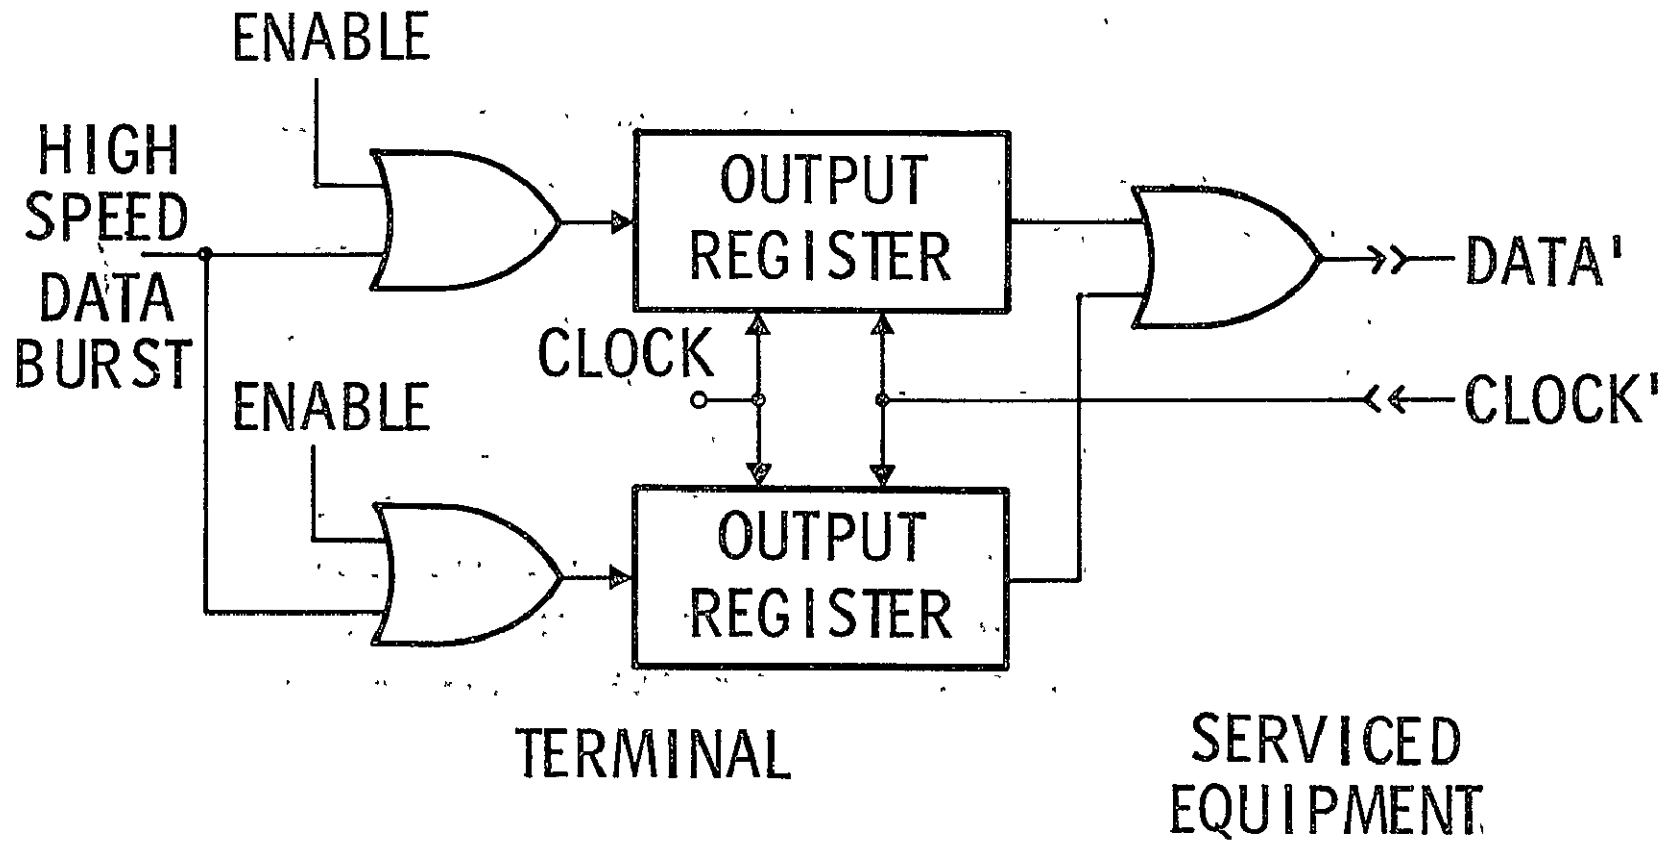 ENABLE
HIGH
SPEED
DATA
BURST
OUTPUT
REGISTER
DATA'
CLOCK
CLOCK'
ENABLE
OUTPUT
REGISTER
TERMINAL
SERVICED
EQUIPMENT